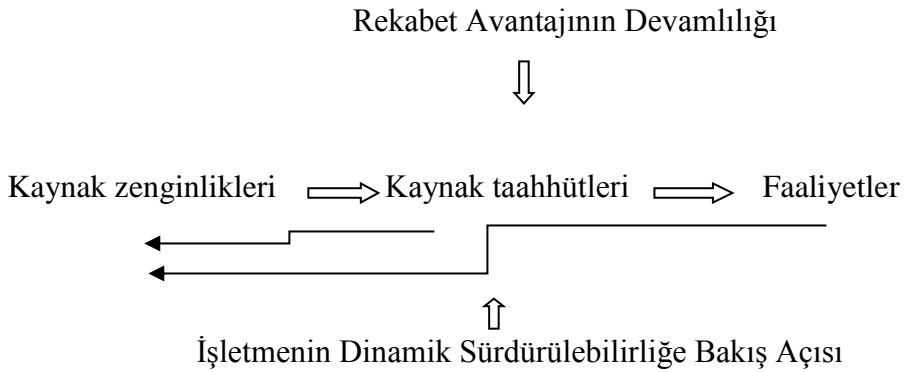 Rekabet Avantajının Devamlılığı
Kaynak zenginlikleri Kaynak taahhütleri Faaliyetler
İşletmenin Dinamik Sürdürülebilirliğe Bakış Açısı